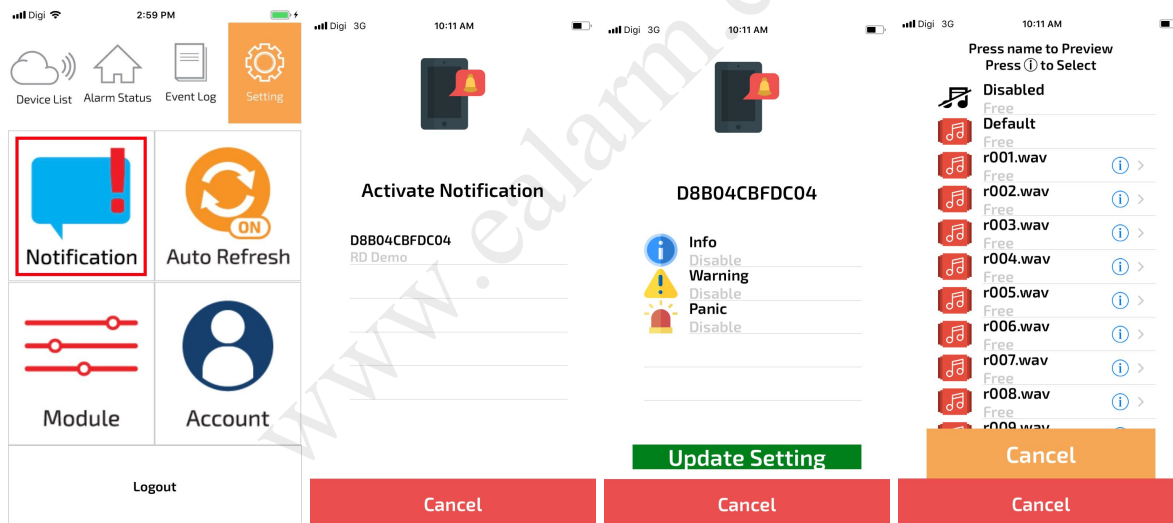 Digi 2:59 PM
Device List Alarm Status Event Log Setting
Notification Auto Refresh
ON
Module Account
Logout
Digi 3G 10:11 AM
Activate Notification
D8B04CBFDC04
RD Demo
Cancel
Digi 3G 10:11 AM
D8B04CBFDC04
Info
Disable
Warning
Disable
Panic
Disable
Update Setting
Cancel
Digi 3G 10:11 AM
Press name to Preview
Press ⓘ to Select
Disabled
Free
Default
Free
r001.wav
Free
r002.wav
Free
r003.wav
Free
r004.wav
Free
r005.wav
Free
r006.wav
Free
r007.wav
Free
r008.wav
Free
r009.wav
Cancel
Cancel
www.ealarm.c